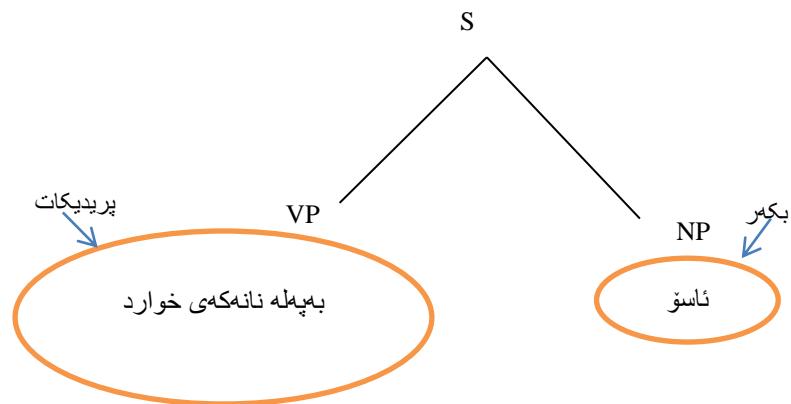 S
بکەر
پریدیکات
NP
VP
ئاسۆ
بەپەلە نانەکەی خوارد